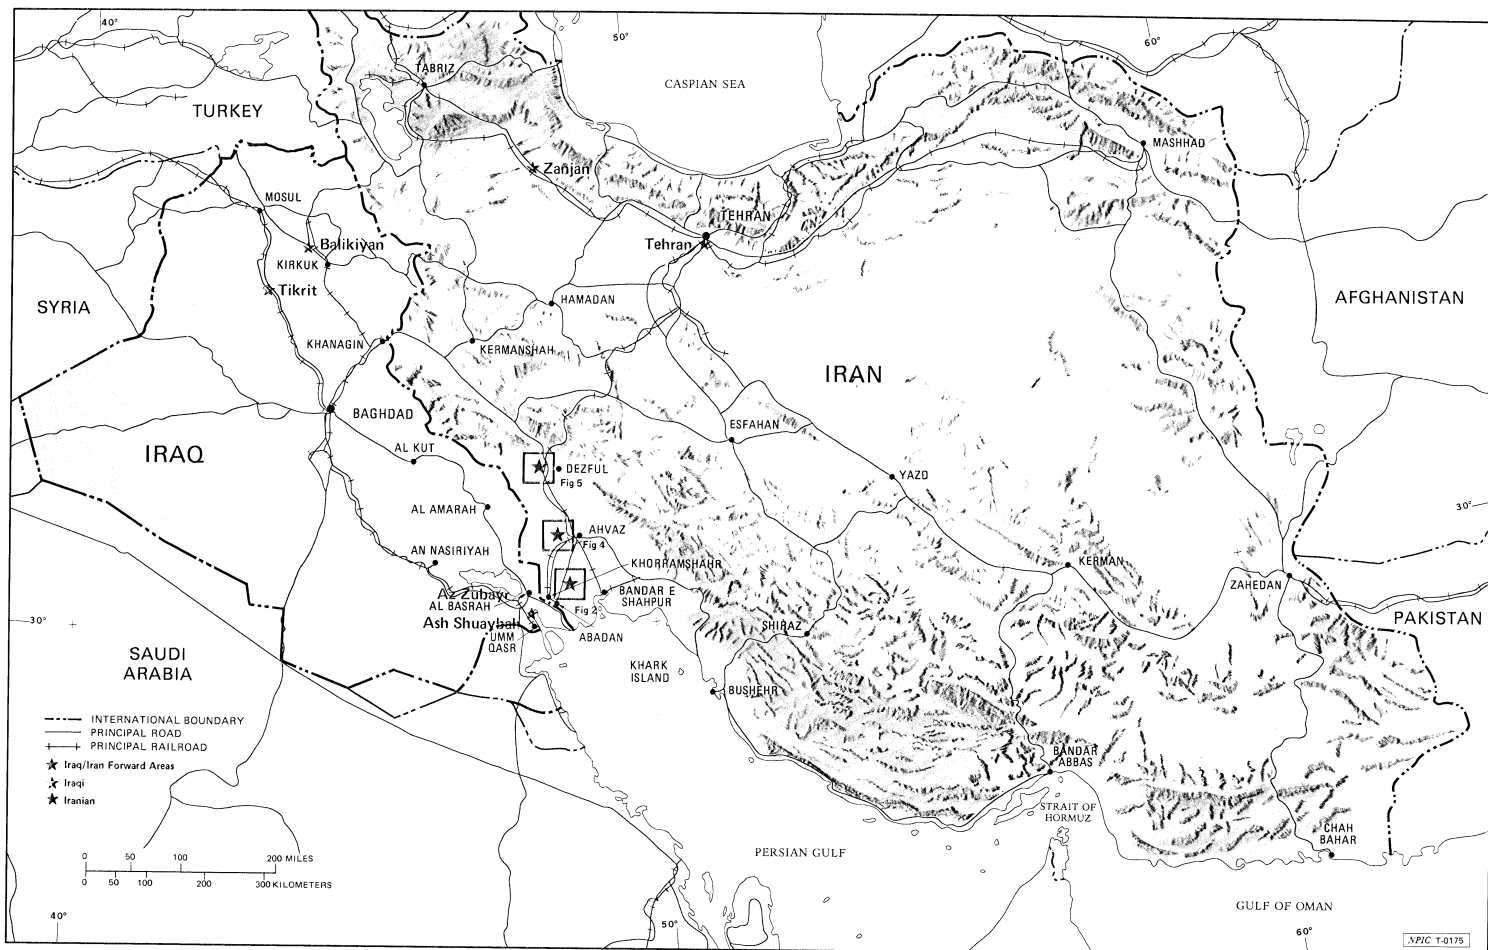 40°
50°
60°
TABRIZ
CASPIAN SEA
TURKEY
MASHHAD
Zanjan
MOSUL
TEHRAN
Balikiyan
Tehran
KIRKUK
Tikrit
SYRIA
HAMADAN
AFGHANISTAN
KHANAGIN
KERMANSHAH
IRAN
BAGHDAD
ESFAHAN
IRAQ
AL KUT
DEZFUL
Fig 5
YAZD
AL AMARAH
30°
AHVAZ
Fig 4
AN NASIRIYAH
KHORRAMSHAHR
KERMAN
ZAHEDAN
Az Zubayr
BANDAR E
SHAHPUR
AL BASRAH
Fig 2
PAKISTAN
30°
Ash Shuaybah
SHIRAZ
UMM
QASR
ABADAN
SAUDI
ARABIA
KHARK
ISLAND
BUSHEHR
INTERNATIONAL BOUNDARY
PRINCIPAL ROAD
PRINCIPAL RAILROAD
Iraq/Iran Forward Areas
Iraqi
Iranian
BANDAR
ABBAS
STRAIT OF
HORMUZ
CHAH
BAHAR
0 50 100 200 MILES
0 50 100 200 300 KILOMETERS
PERSIAN GULF
GULF OF OMAN
40°
50°
60°
NPIC T-0175